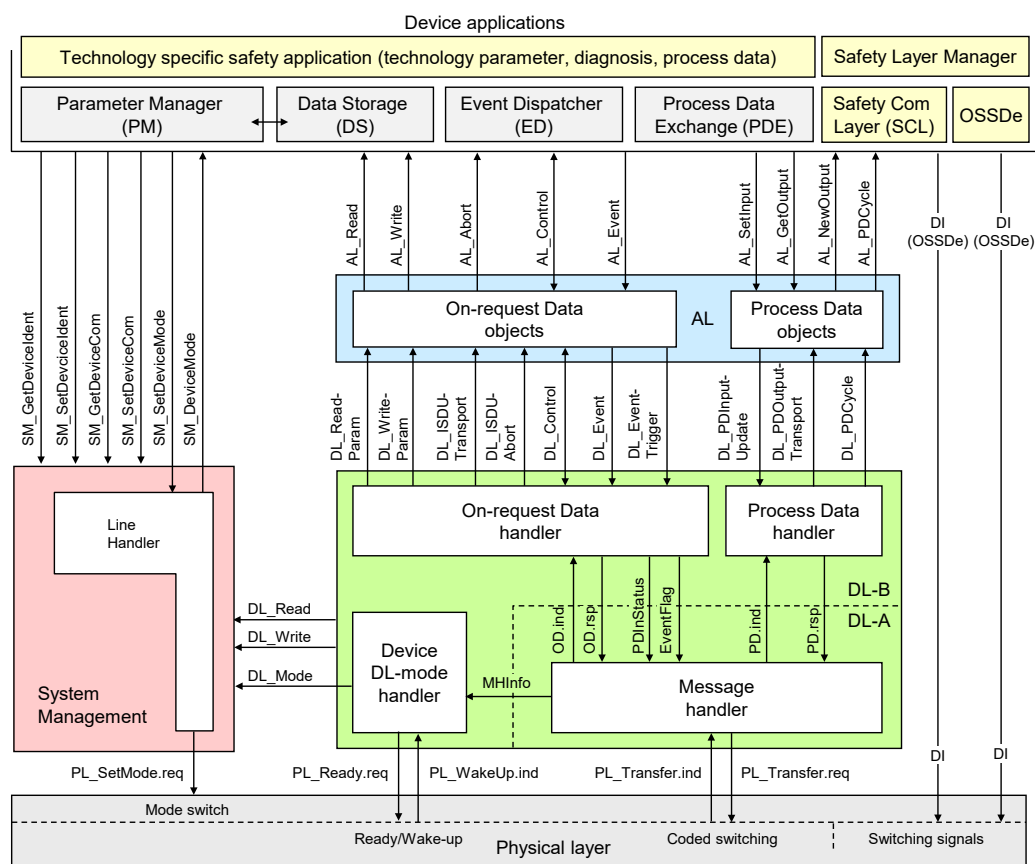 Device applications
Technology specific safety application (technology parameter, diagnosis, process data)
Safety Layer Manager
Parameter Manager
(PM)
Data Storage
(DS)
Event Dispatcher
(ED)
Process Data
Exchange (PDE)
Safety Com
Layer (SCL)
OSSDe
SM_GetDeviceIdent
SM_SetDevciceIdent
SM_GetDeviceCom
SM_SetDeviceCom
SM_SetDeviceMode
SM_DeviceMode
AL_Read
AL_Write
AL_Abort
AL_Control
AL_Event
AL_SetInput
AL_GetOutput
AL_NewOutput
AL_PDCycle
DI
(OSSDe)
DI
(OSSDe)
On-request Data
objects
AL
Process Data
objects
DL_Read-
Param
DL_Write-
Param
DL_ISDU-
Transport
DL_ISDU-
Abort
DL_Control
DL_Event
DL_Event-
Trigger
DL_PDInput-
Update
DL_PDOutput-
Transport
DL_PDCycle
Line
Handler
On-request Data
handler
Process Data
handler
DL_Read
DL_Write
DL_Mode
OD.ind
OD.rsp
PDInStatus
EventFlag
PD.ind
PD.rsp
DL-B
DL-A
System
Management
Device
DL-mode
handler
MHInfo
Message
handler
PL_SetMode.req
PL_Ready.req
PL_WakeUp.ind
PL_Transfer.ind
PL_Transfer.req
DI
DI
Mode switch
Ready/Wake-up
Coded switching
Switching signals
Physical layer